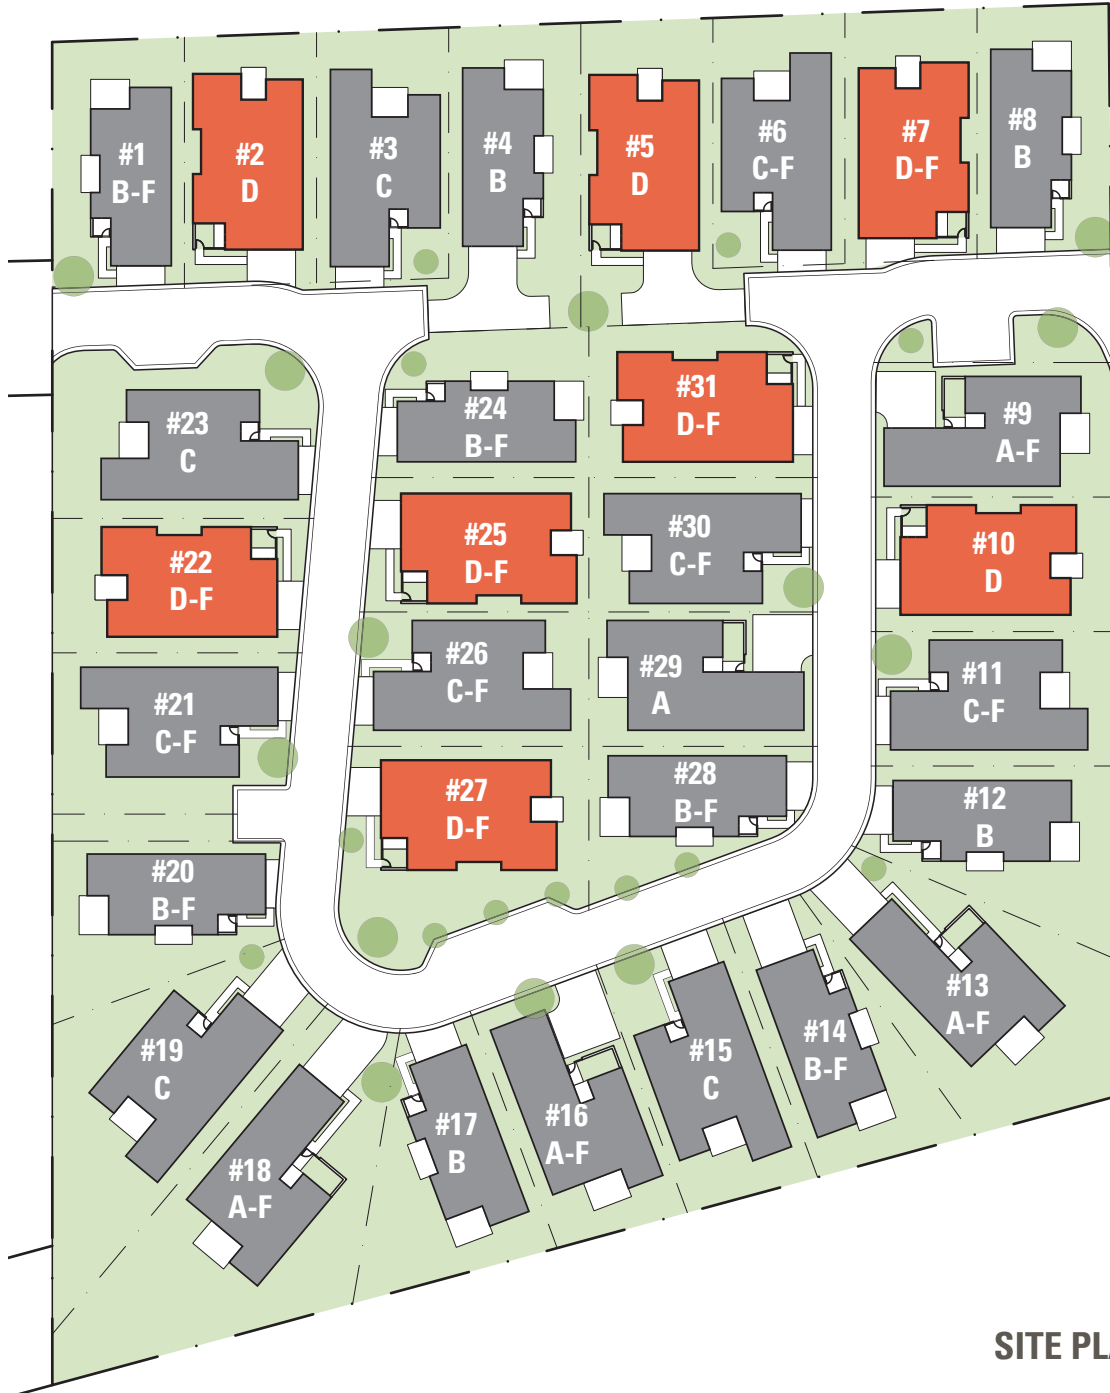 #1
B-F
#2
D
#3
C
#4
B
#5
D
#6
C-F
#7
D-F
#8
B
#23
C
#24
B-F
#31
D-F
#9
A-F
#22
D-F
#25
D-F
#30
C-F
#10
D
#21
C-F
#26
C-F
#29
A
#11
C-F
#20
B-F
#27
D-F
#28
B-F
#12
B
#19
C
#18
A-F
#17
B
#16
A-F
#15
C
#14
B-F
#13
A-F
SITE PLA